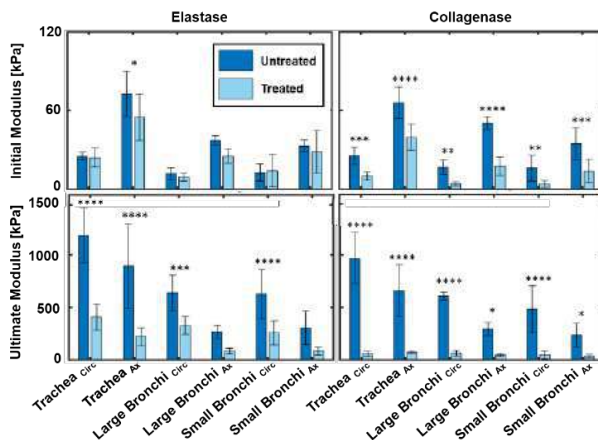 Elastase
Collagenase
Initial Modulus [kPa]
120
60
0
Untreated
Treated
*
***
****
**
****
**
***
Ultimate Modulus [kPa]
1500
1000
500
0
****
****
***
****
****
****
****
*
****
*
Trachea Circ
Trachea Ax
Large Bronchi Circ
Large Bronchi Ax
Small Bronchi Circ
Small Bronchi Ax
Trachea Circ
Trachea Ax
Large Bronchi Circ
Large Bronchi Ax
Small Bronchi Circ
Small Bronchi Ax